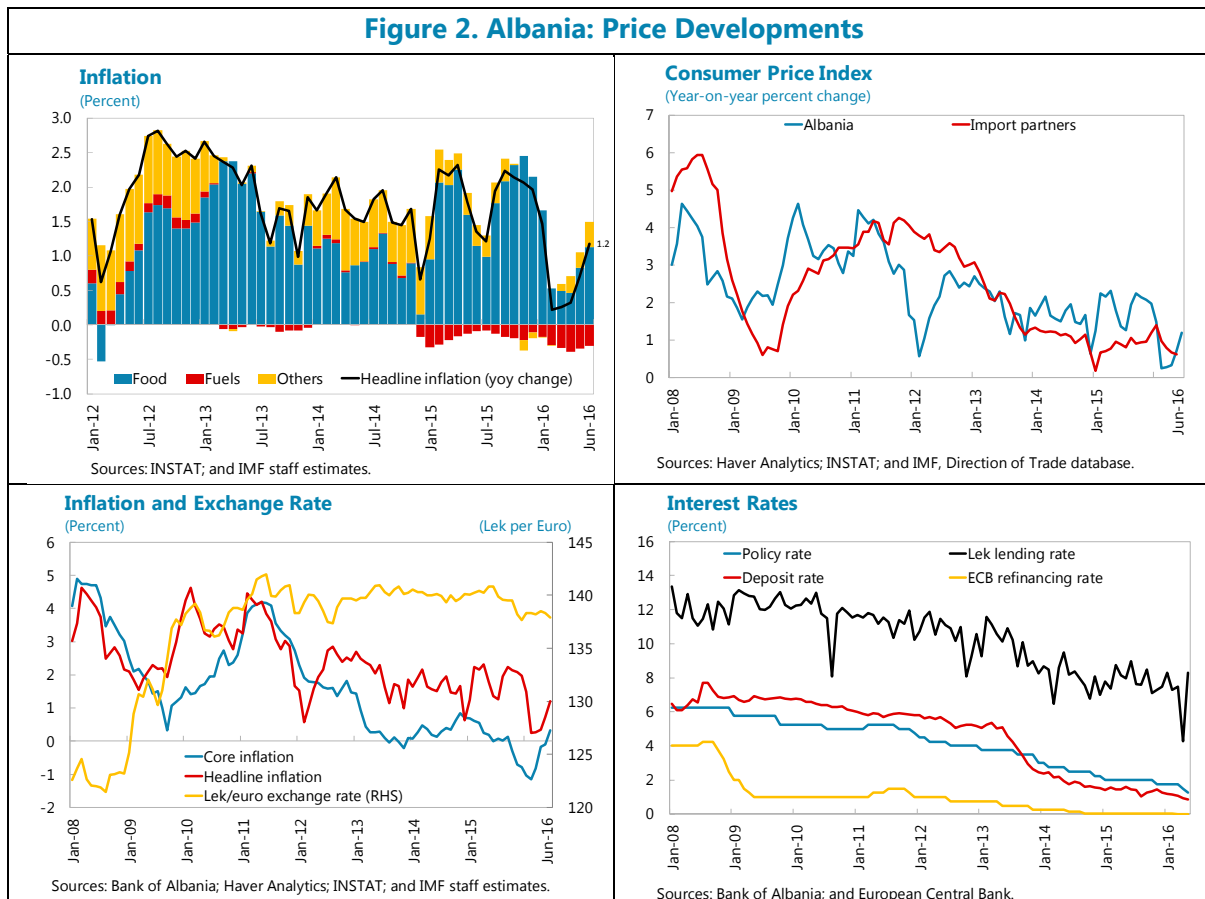 Figure 2. Albania: Price Developments
Inflation
(Percent)
3.0
2.5
2.0
1.5
1.0
0.5
0.0
-0.5
-1.0
1.2
Food
Fuels
Others
Headline inflation (yoy change)
Jan-12
Jul-12
Jan-13
Jul-13
Jan-14
Jul-14
Jan-15
Jul-15
Jan-16
Jun-16
Sources: INSTAT; and IMF staff estimates.
Consumer Price Index
(Year-on-year percent change)
7
6
5
4
3
2
1
0
Albania
Import partners
Jan-08
Jan-09
Jan-10
Jan-11
Jan-12
Jan-13
Jan-14
Jan-15
Jun-16
Sources: Haver Analytics; INSTAT; and IMF, Direction of Trade database.
Inflation and Exchange Rate
(Percent)
(Lek per Euro)
6
5
4
3
2
1
0
-1
-2
145
140
135
130
125
120
Core inflation
Headline inflation
Lek/euro exchange rate (RHS)
Jan-08
Jan-09
Jan-10
Jan-11
Jan-12
Jan-13
Jan-14
Jan-15
Jun-16
Sources: Bank of Albania; Haver Analytics; INSTAT; and IMF staff estimates.
Interest Rates
(Percent)
16
14
12
10
8
6
4
2
0
Policy rate
Lek lending rate
Deposit rate
ECB refinancing rate
Jan-08
Jan-09
Jan-10
Jan-11
Jan-12
Jan-13
Jan-14
Jan-15
Jan-16
Sources: Bank of Albania; and European Central Bank.